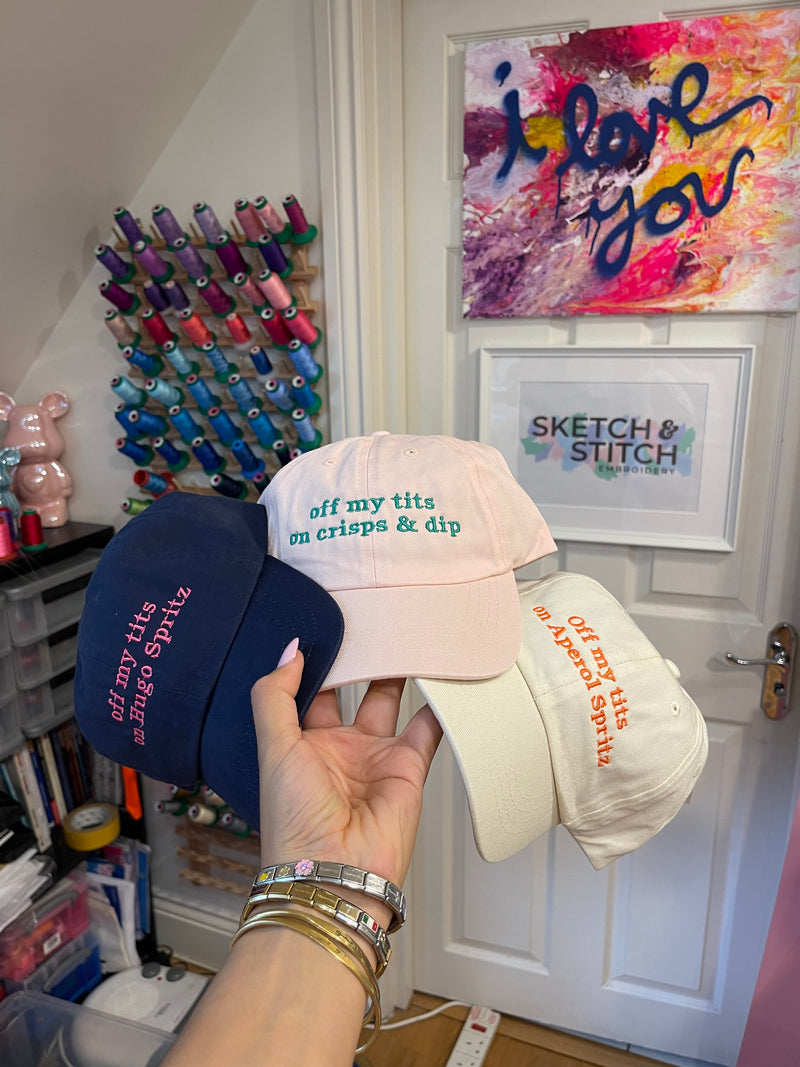 i love
you
SKETCH &
STITCH
EMBROIDERY
off my tits
on crisps & dip
off my tits
on Hugo Spritz
Off my tits
on Aperol Spritz